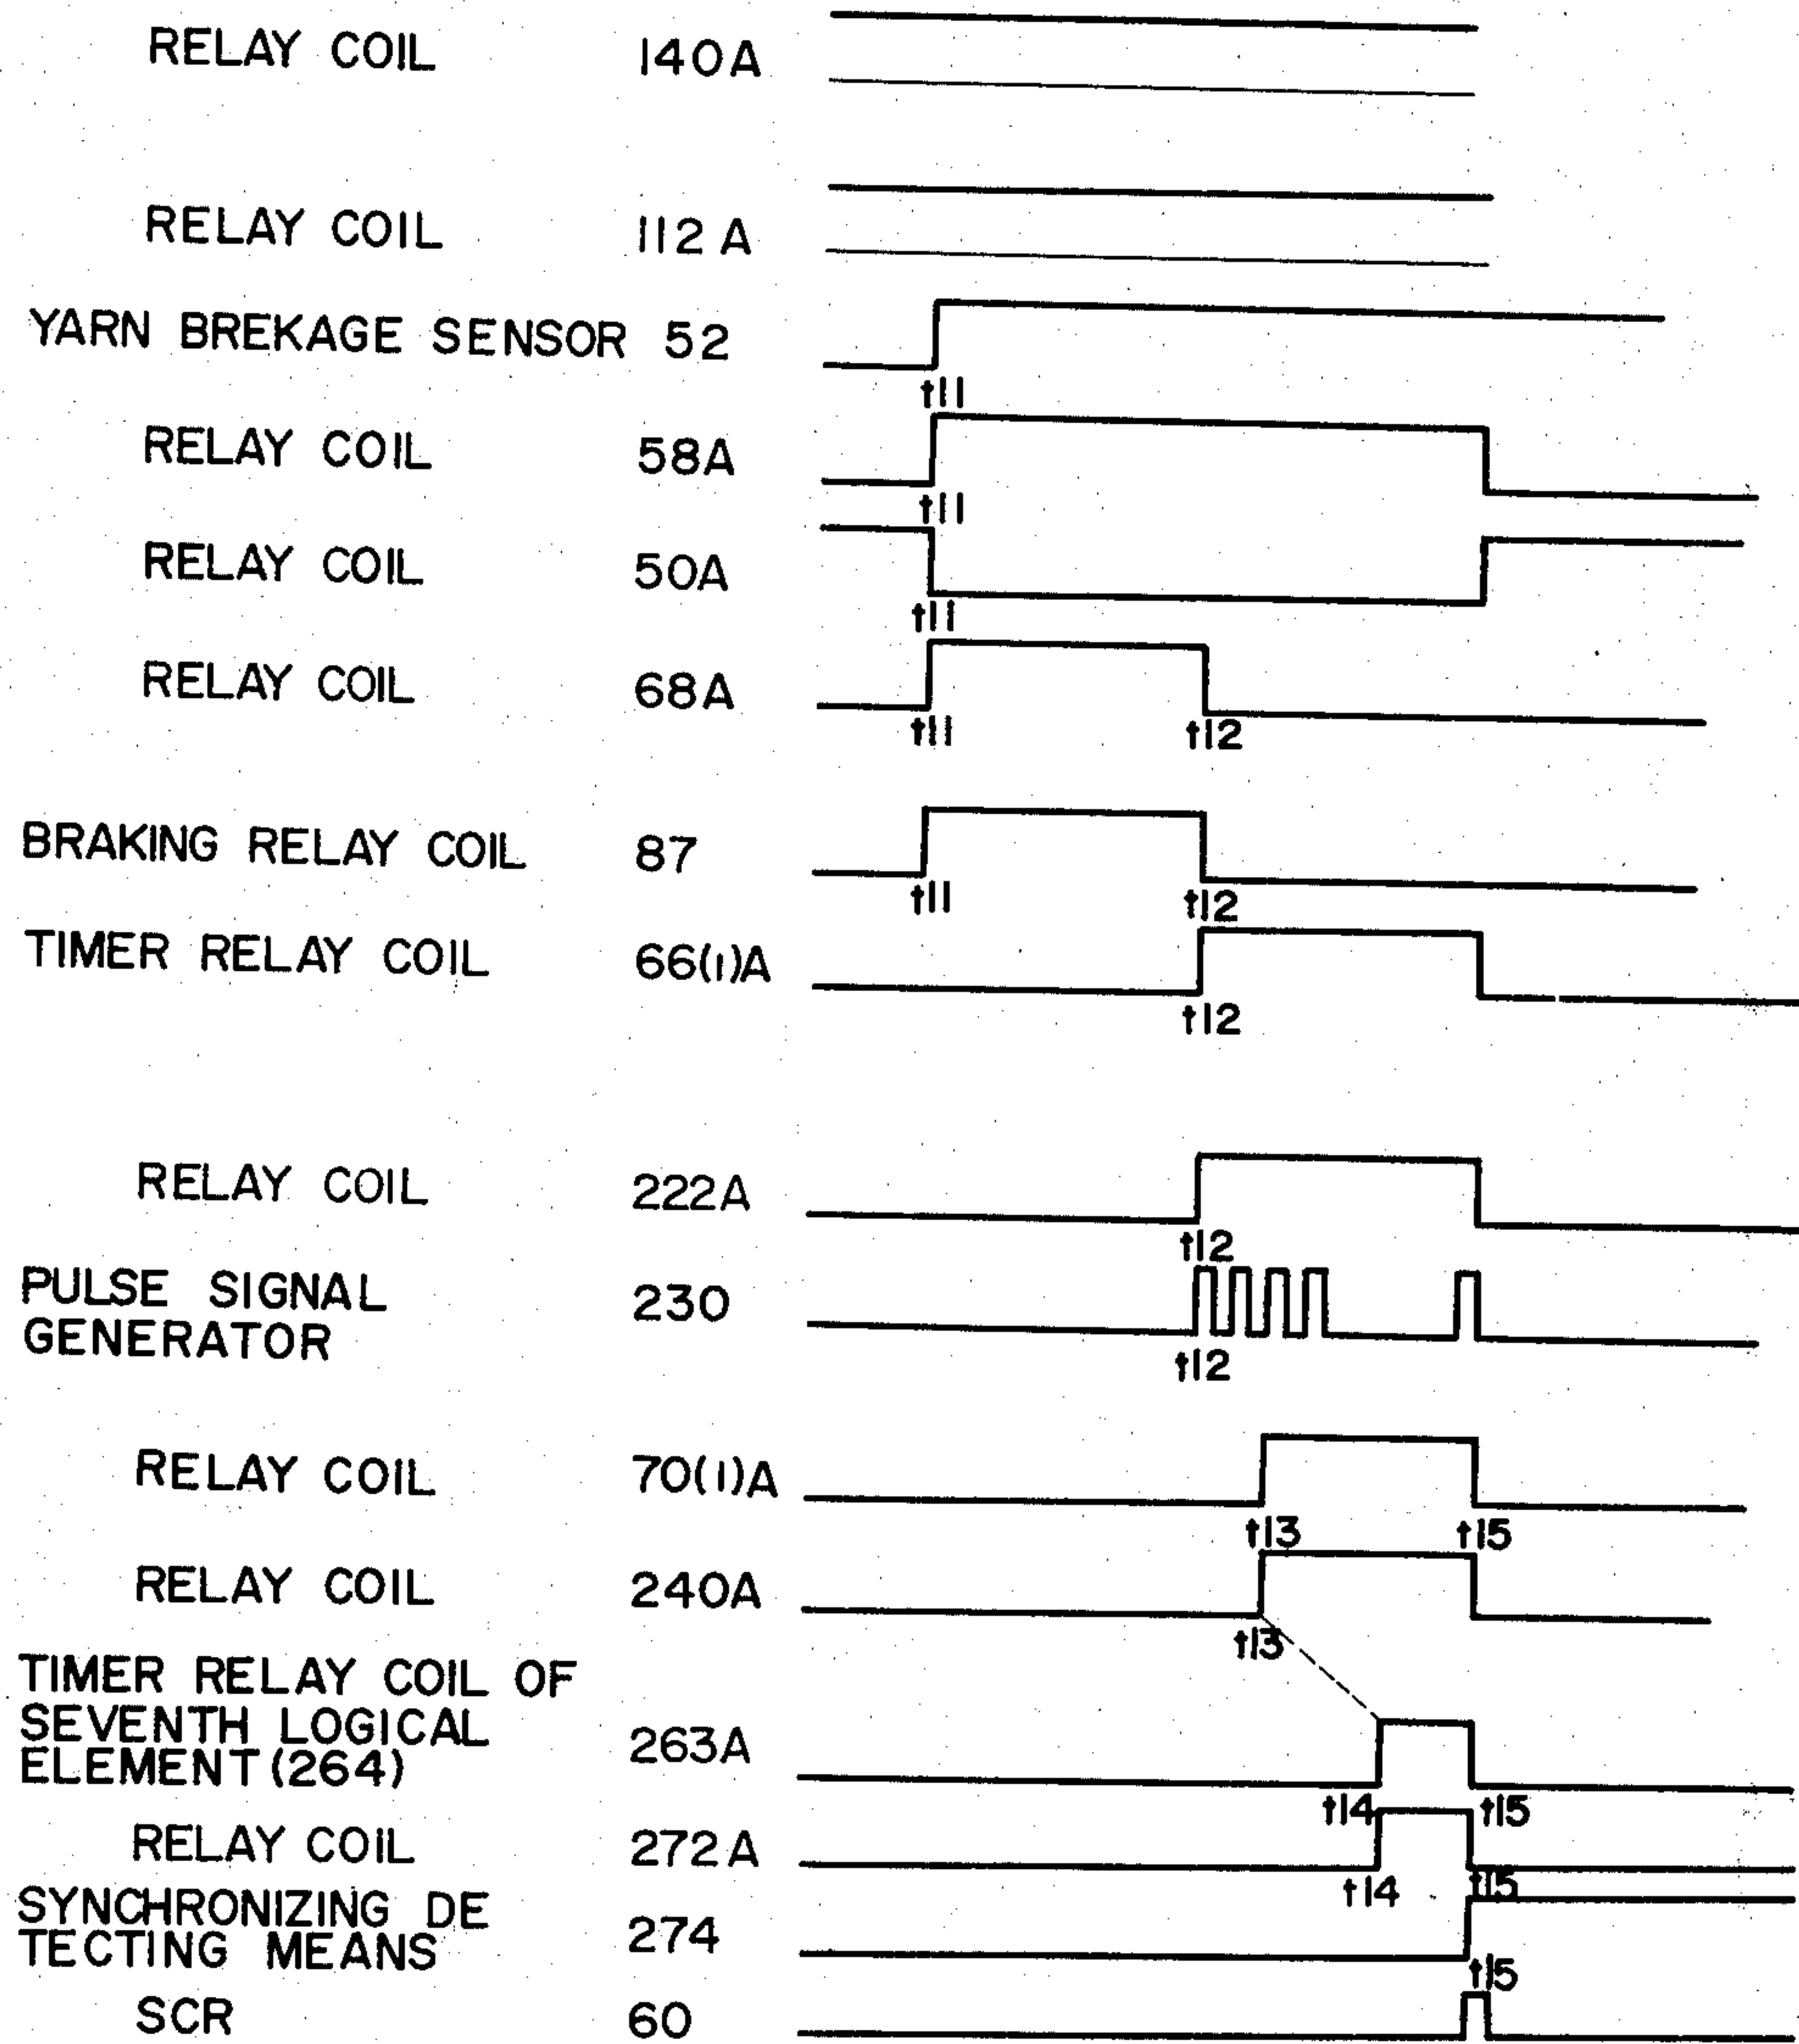 RELAY COIL 140A
RELAY COIL 112A
YARN BREKAGE SENSOR 52
t11
RELAY COIL 58A
t11
RELAY COIL 50A
t11
RELAY COIL 68A
t11 t12
BRAKING RELAY COIL 87
t11 t12
TIMER RELAY COIL 66(1)A
t12
RELAY COIL 222A
t12
PULSE SIGNAL
GENERATOR 230
t12
RELAY COIL 70(1)A
t13 t15
RELAY COIL 240A
t13
TIMER RELAY COIL OF
SEVENTH LOGICAL
ELEMENT (264) 263A
t14 t15
RELAY COIL 272A
t14 t15
SYNCHRONIZING DE
TECTING MEANS 274
t15
SCR 60